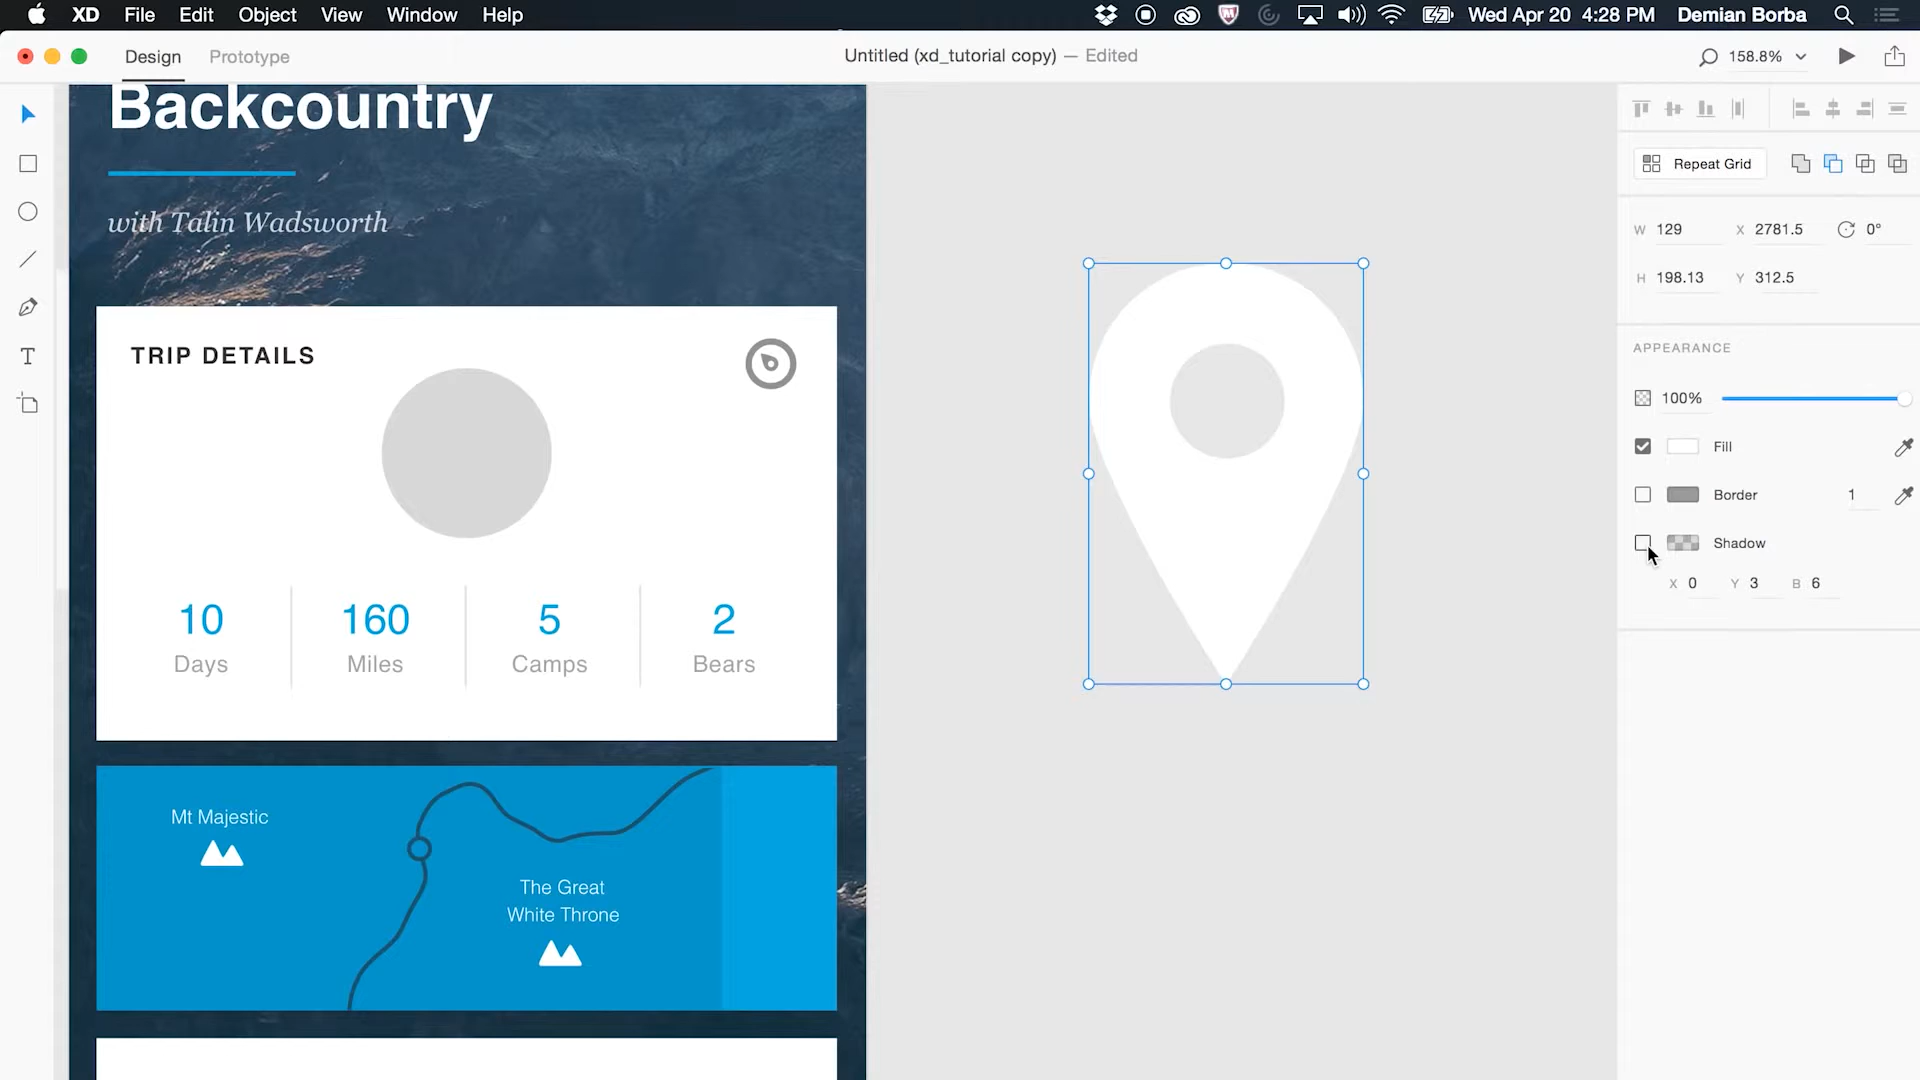 XD File Edit Object View Window Help Wed Apr 20 4:28 PM Demian Borba
Design Prototype Untitled (xd_tutorial copy) — Edited 158.8%
Backcountry
with Talin Wadsworth
TRIP DETAILS
10 160 5 2
Days Miles Camps Bears
Mt Majestic
The Great
White Throne
Repeat Grid
W 129 X 2781.5 0°
H 198.13 Y 312.5
APPEARANCE
100%
Fill
Border 1
Shadow
X 0 Y 3 B 6